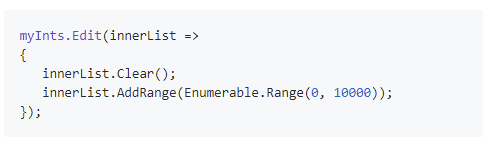 myInts.Edit(innerList =>
{
   innerList.Clear();
   innerList.AddRange(Enumerable.Range(0, 10000));
});